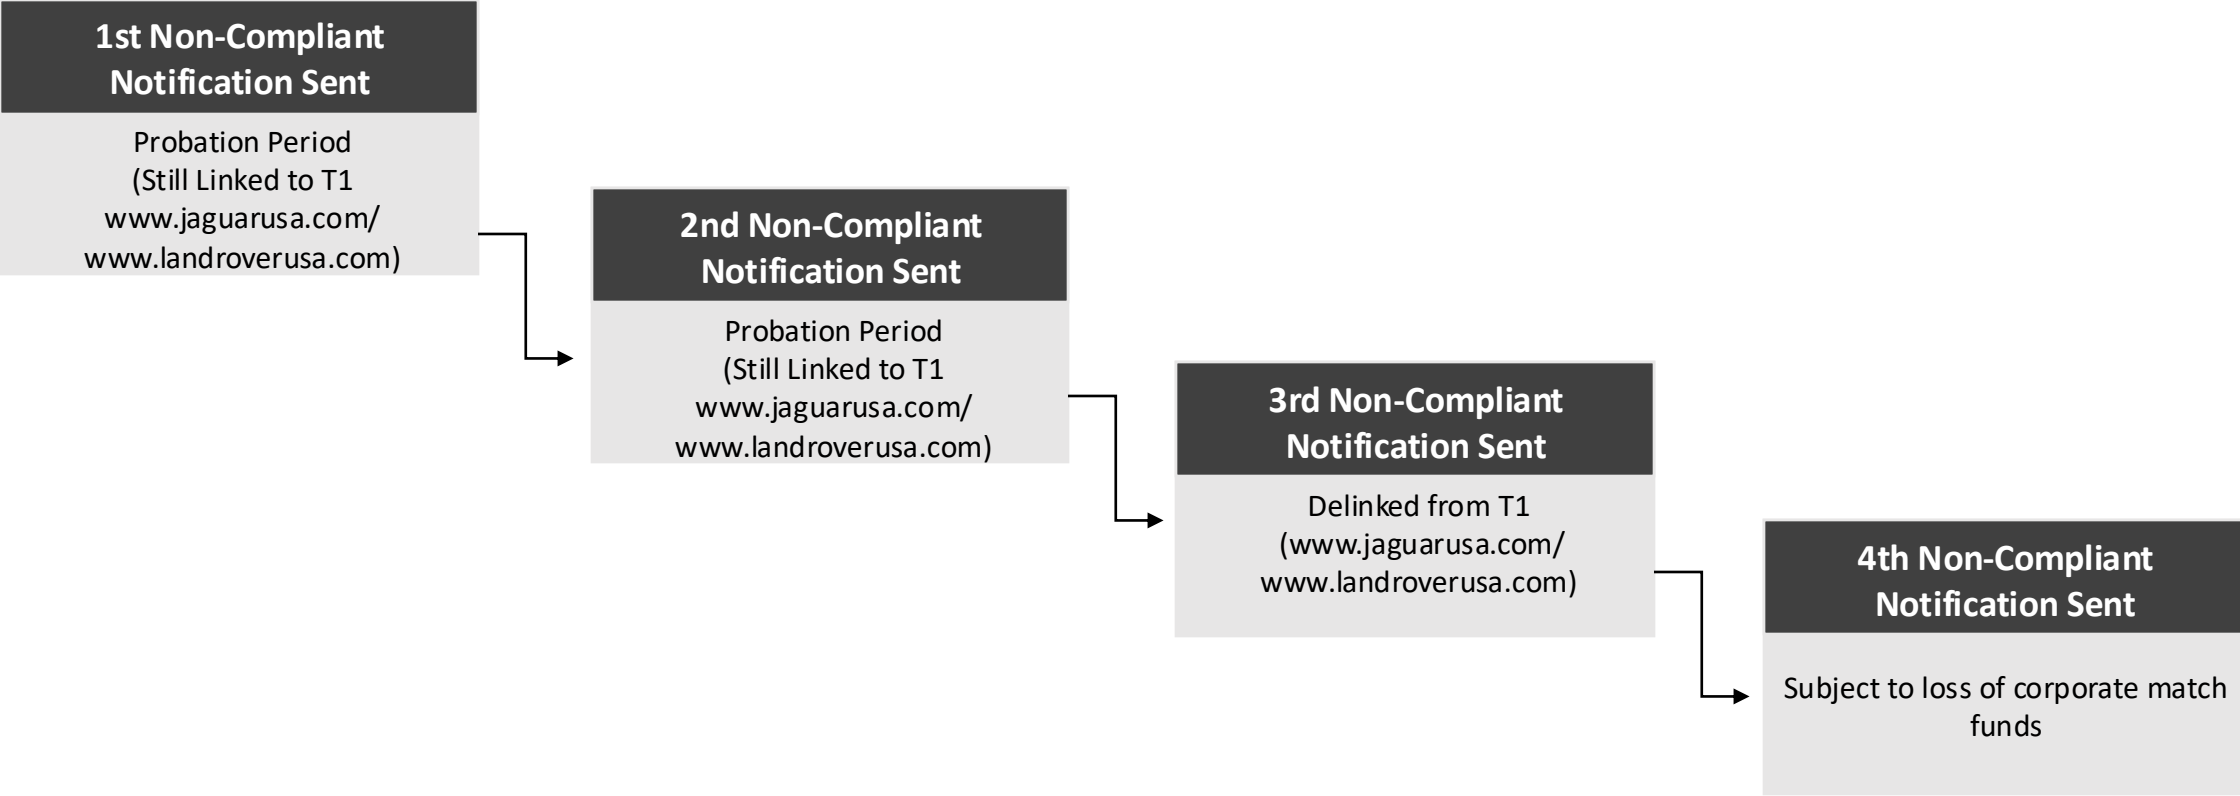 1st Non-Compliant
Notification Sent
Probation Period
(Still Linked to T1
www.jaguarusa.com/
www.landroverusa.com)
2nd Non-Compliant
Notification Sent
Probation Period
(Still Linked to T1
www.jaguarusa.com/
www.landroverusa.com)
3rd Non-Compliant
Notification Sent
Delinked from T1
(www.jaguarusa.com/
www.landroverusa.com)
4th Non-Compliant
Notification Sent
Subject to loss of corporate match
funds